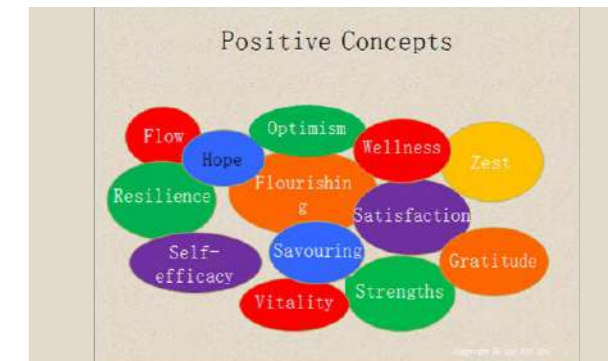 Positive Concepts
Flow
Hope
Optimism
Wellness
Zest
Resilience
Flourishin
g
Satisfaction
Self-
efficacy
Savouring
Gratitude
Vitality
Strengths